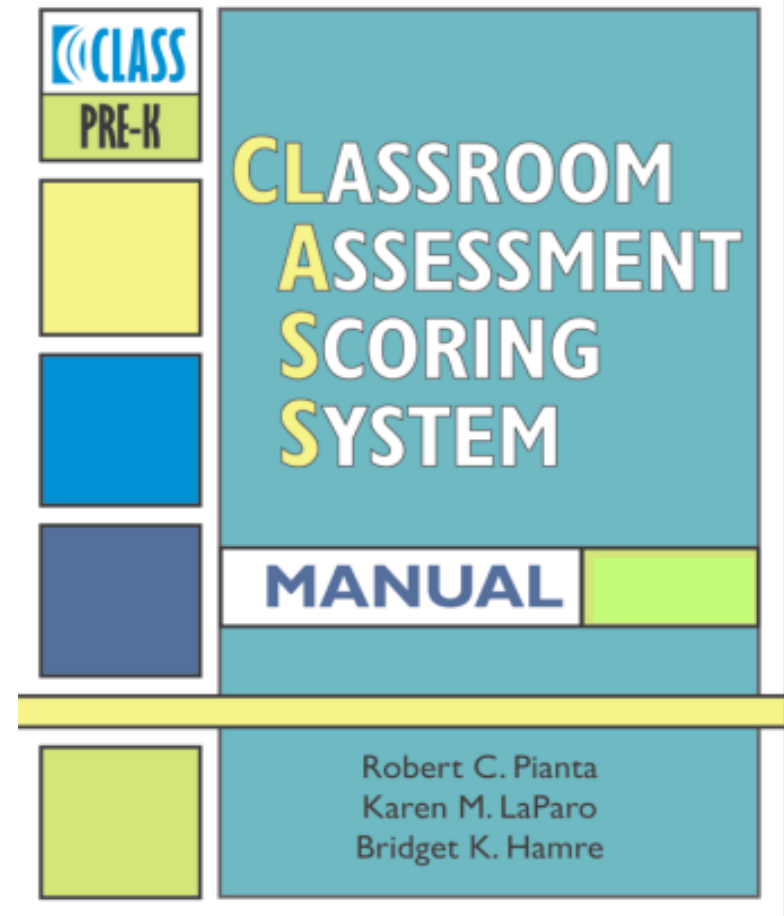 CLASS
PRE-K
CLASSROOM
ASSESSMENT
SCORING
SYSTEM
MANUAL
Robert C. Pianta
Karen M. LaParo
Bridget K. Hamre